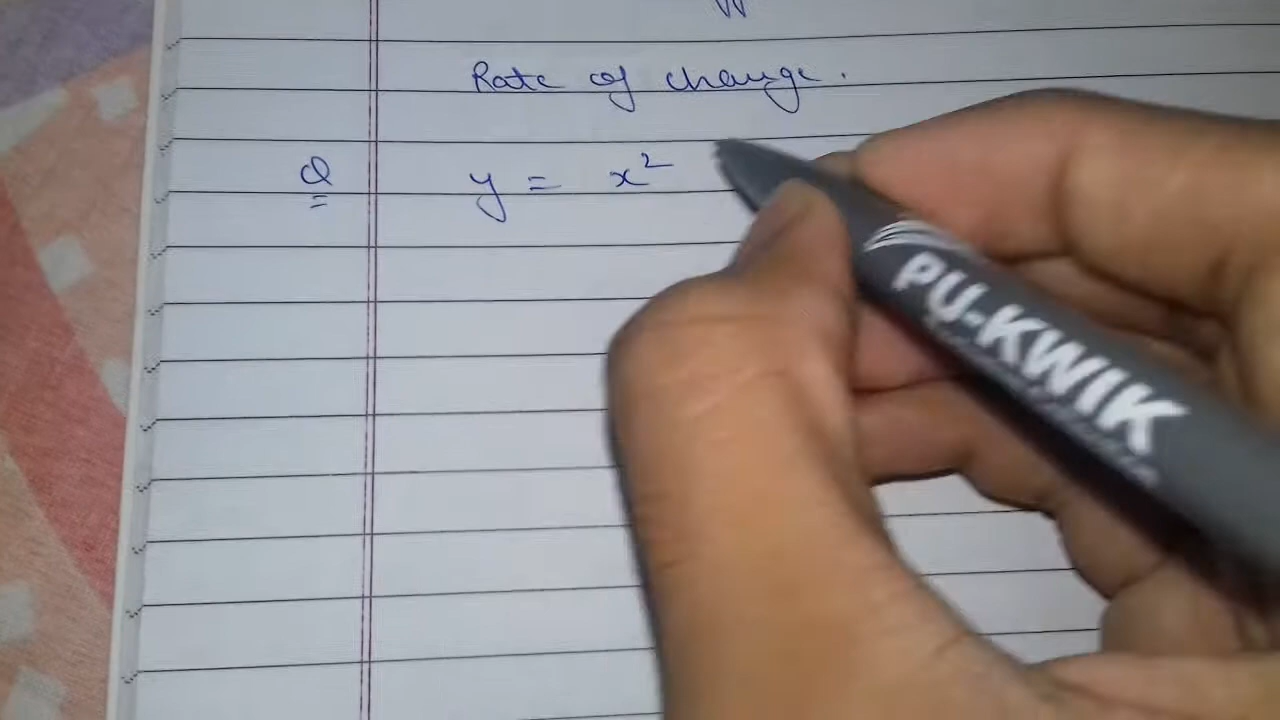 Rate of change.
Q y = x²
PU-KWIK